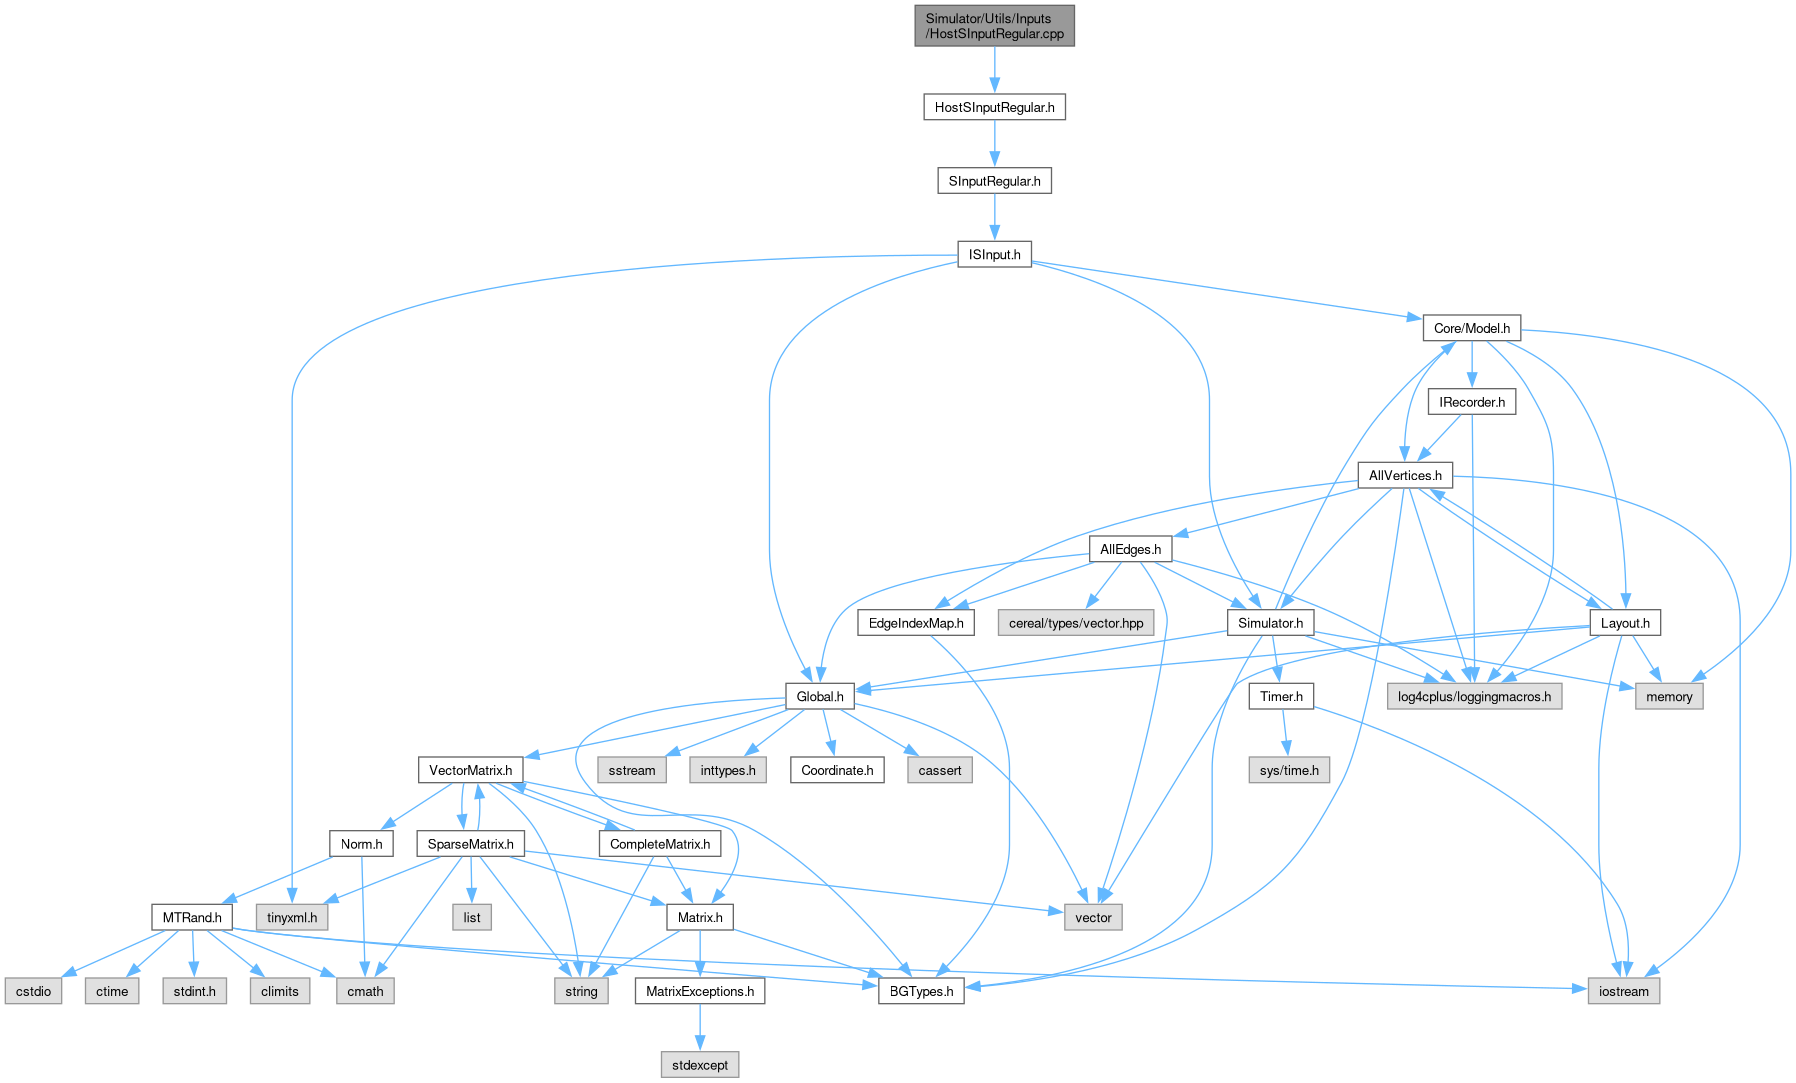 Simulator/Utils/Inputs
/HostSInputRegular.cpp
HostSInputRegular.h
SInputRegular.h
ISInput.h
Core/Model.h
IRecorder.h
AllVertices.h
AllEdges.h
EdgeIndexMap.h
cereal/types/vector.hpp
Simulator.h
Layout.h
Global.h
Timer.h
log4cplus/loggingmacros.h
memory
VectorMatrix.h
sstream
inttypes.h
Coordinate.h
cassert
sys/time.h
Norm.h
SparseMatrix.h
CompleteMatrix.h
MTRand.h
tinyxml.h
list
Matrix.h
vector
cstdio
ctime
stdint.h
climits
cmath
string
MatrixExceptions.h
BGTypes.h
iostream
stdexcept